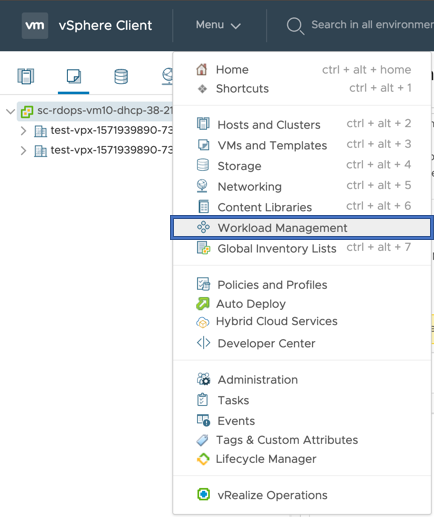 vm vSphere Client Menu Search in all environmen
Home ctrl + alt + home
Shortcuts ctrl + alt + 1
sc-rdops-vm10-dhcp-38-21
test-vpx-1571939890-73
test-vpx-1571939890-73
Hosts and Clusters ctrl + alt + 2
VMs and Templates ctrl + alt + 3
Storage ctrl + alt + 4
Networking ctrl + alt + 5
Content Libraries ctrl + alt + 6
Workload Management
Global Inventory Lists ctrl + alt + 7
Policies and Profiles
Auto Deploy
Hybrid Cloud Services
Developer Center
Administration
Tasks
Events
Tags & Custom Attributes
Lifecycle Manager
vRealize Operations